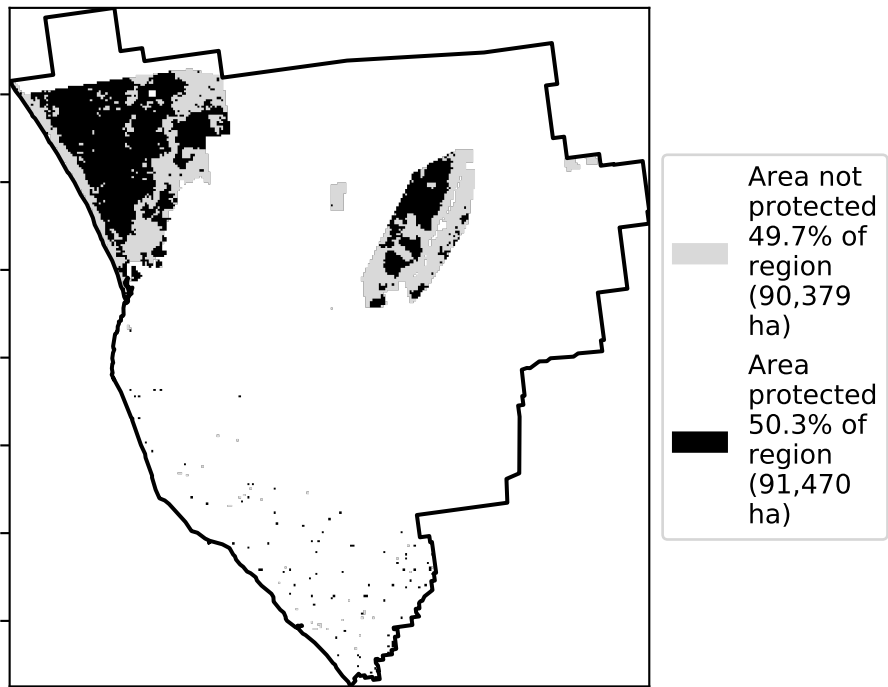 Area not
protected
49.7% of
region
(90,379
ha)
Area
protected
50.3% of
region
(91,470
ha)